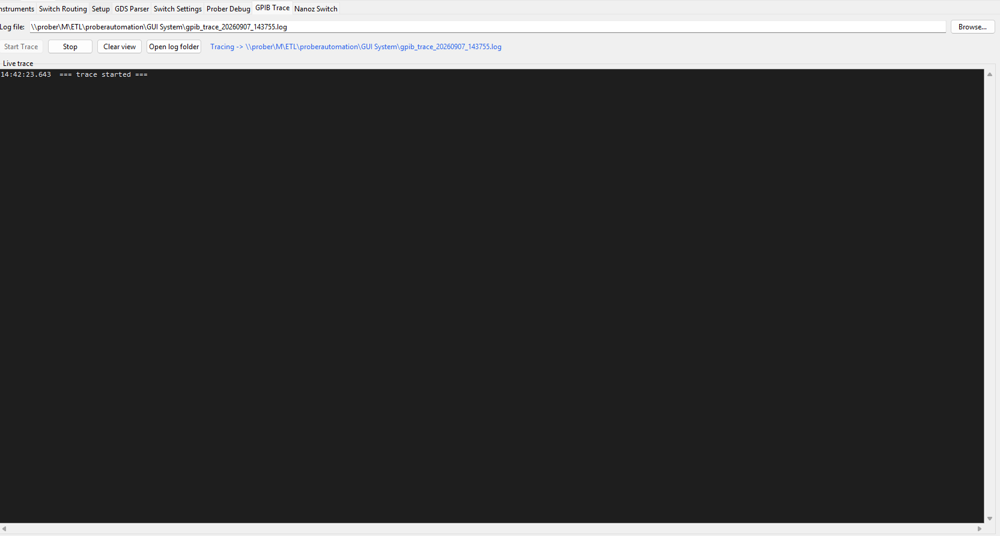 nstruments Switch Routing Setup GDS Parser Switch Settings Prober Debug GPIB Trace Nanoz Switch
Log file: \\prober\M\ETL\proberautomation\GUI System\gpib_trace_20260907_143755.log Browse...
Start Trace Stop Clear view Open log folder Tracing -> \\prober\M\ETL\proberautomation\GUI System\gpib_trace_20260907_143755.log
Live trace
14:42:23.643 === trace started ===